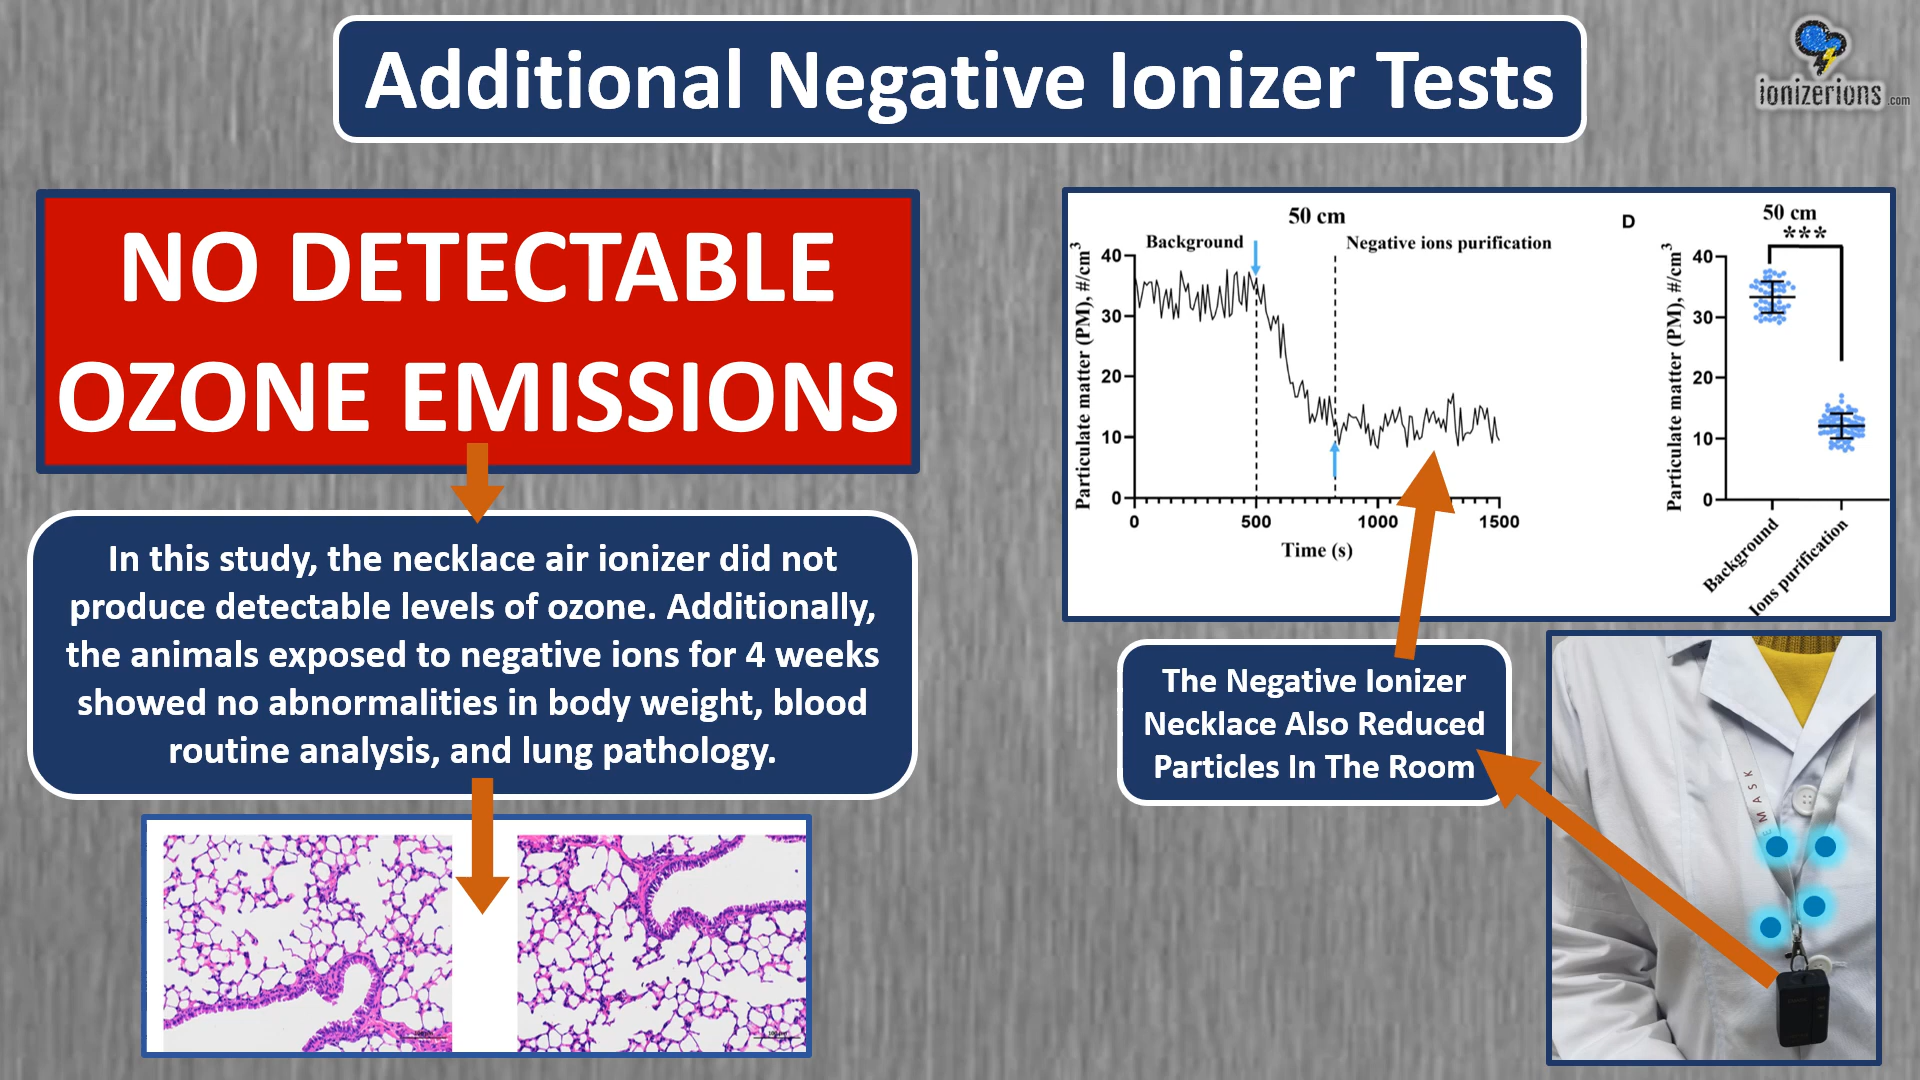 Additional Negative Ionizer Tests
ionizerions.com
NO DETECTABLE
OZONE EMISSIONS
In this study, the necklace air ionizer did not
produce detectable levels of ozone. Additionally,
the animals exposed to negative ions for 4 weeks
showed no abnormalities in body weight, blood
routine analysis, and lung pathology.
50 cm
Background
Negative ions purification
Particulate matter (PM), #/cm³
40
30
20
10
0
0
500
1000
1500
Time (s)
D
50 cm
***
Particulate matter (PM), #/cm³
40
30
20
10
0
Background
Ions purification
The Negative Ionizer
Necklace Also Reduced
Particles In The Room
MASK